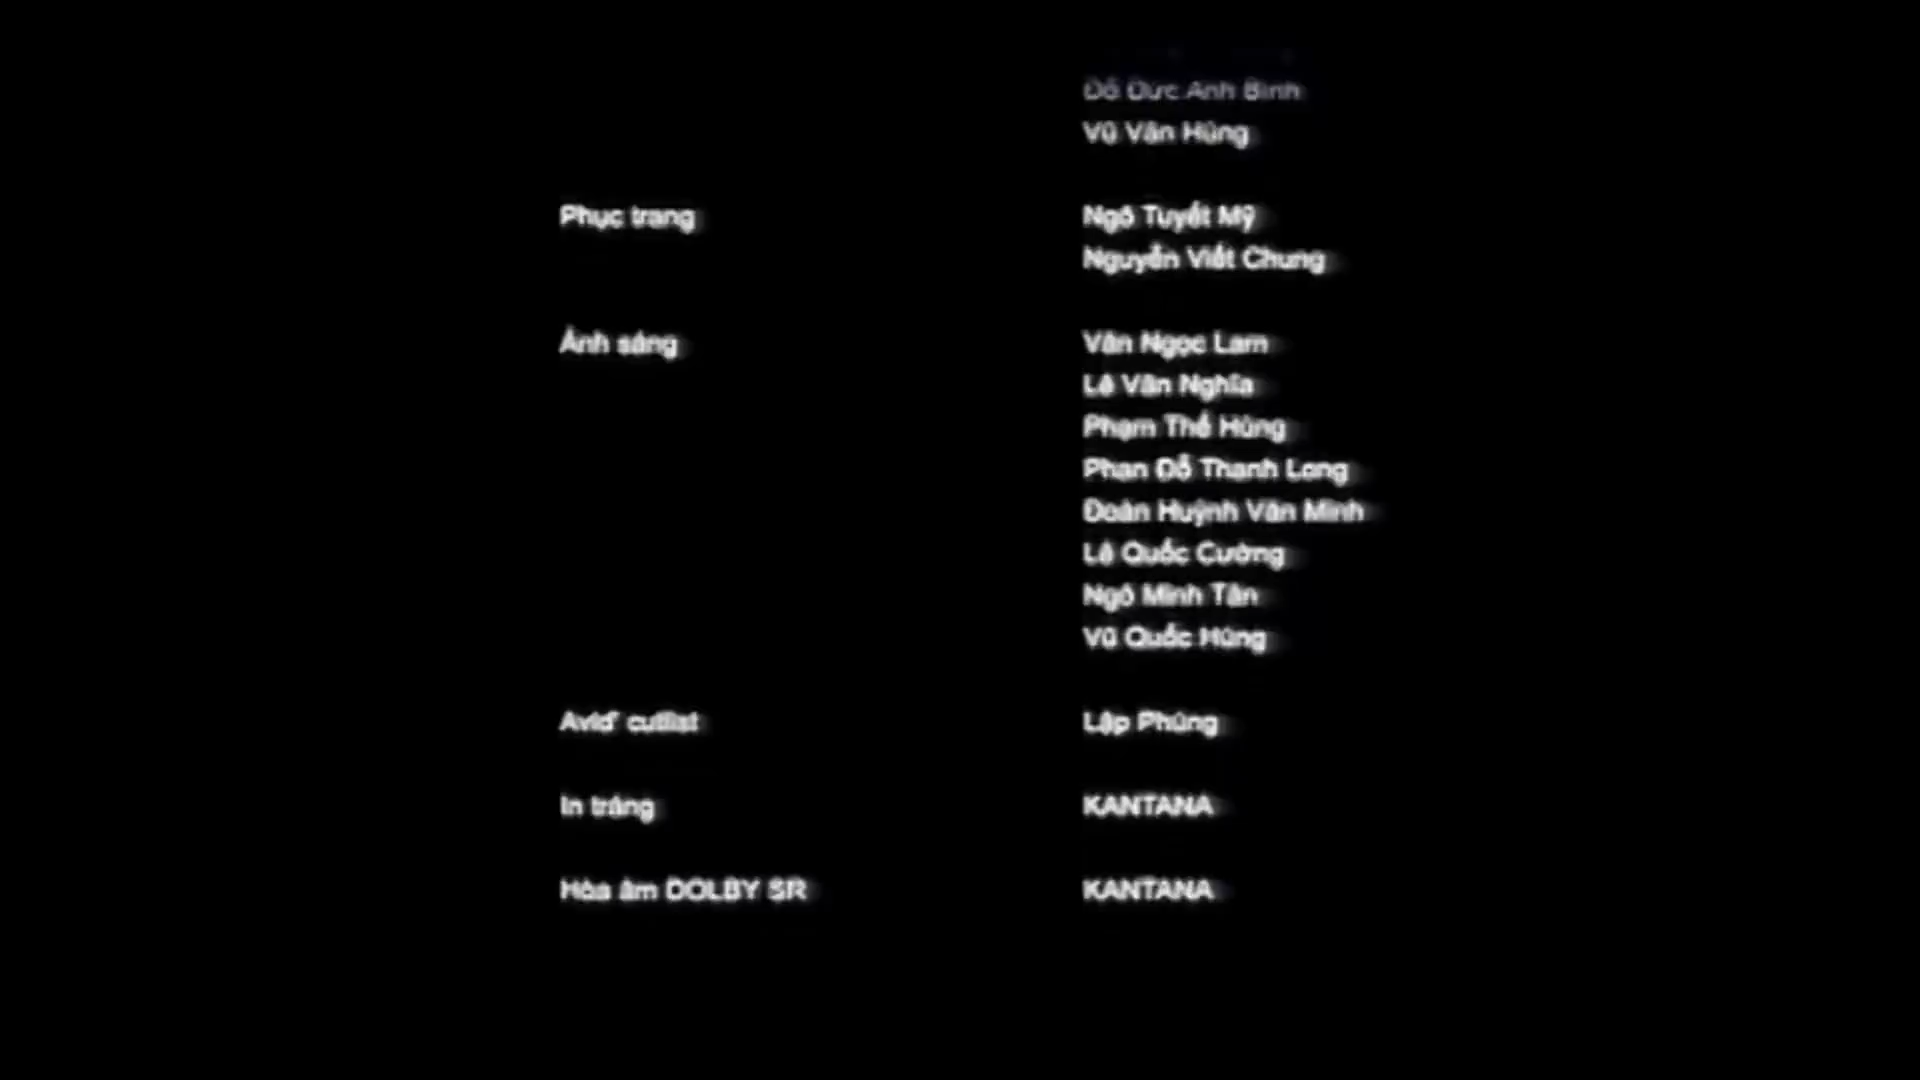 Đỗ Đức Anh Bình
Vũ Văn Hùng
Phục trang Ngô Tuyết Mỹ
Nguyễn Viết Chung
Ánh sáng Văn Ngọc Lam
Lê Văn Nghĩa
Phạm Thế Hùng
Phan Đỗ Thanh Long
Đoàn Huỳnh Văn Minh
Lê Quốc Cường
Ngô Minh Tân
Vũ Quốc Hùng
Avid' cutlist Lập Phùng
In tráng KANTANA
Hòa âm DOLBY SR KANTANA